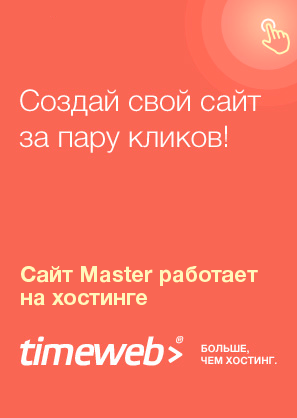 Создай свой сайт
за пару кликов!
Сайт Master работает
на хостинге
timeweb>®
БОЛЬШЕ,
ЧЕМ ХОСТИНГ.